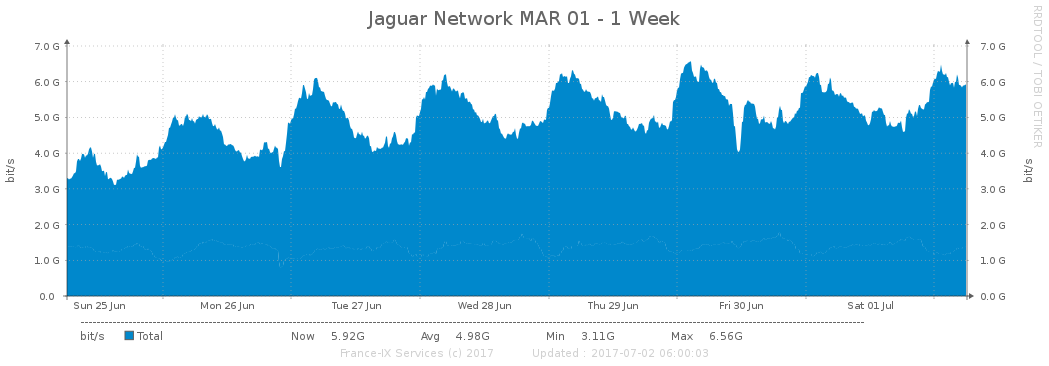 Jaguar Network MAR 01 - 1 Week
RRDTOOL / TOBI OETIKER
7.0 G 7.0 G
6.0 G 6.0 G
5.0 G 5.0 G
4.0 G 4.0 G
3.0 G 3.0 G
2.0 G 2.0 G
1.0 G 1.0 G
0.0 0.0 G
bit/s bit/s
Sun 25 Jun Mon 26 Jun Tue 27 Jun Wed 28 Jun Thu 29 Jun Fri 30 Jun Sat 01 Jul
bit/s Total Now 5.92G Avg 4.98G Min 3.11G Max 6.56G
France-IX Services (c) 2017 Updated : 2017-07-02 06:00:03